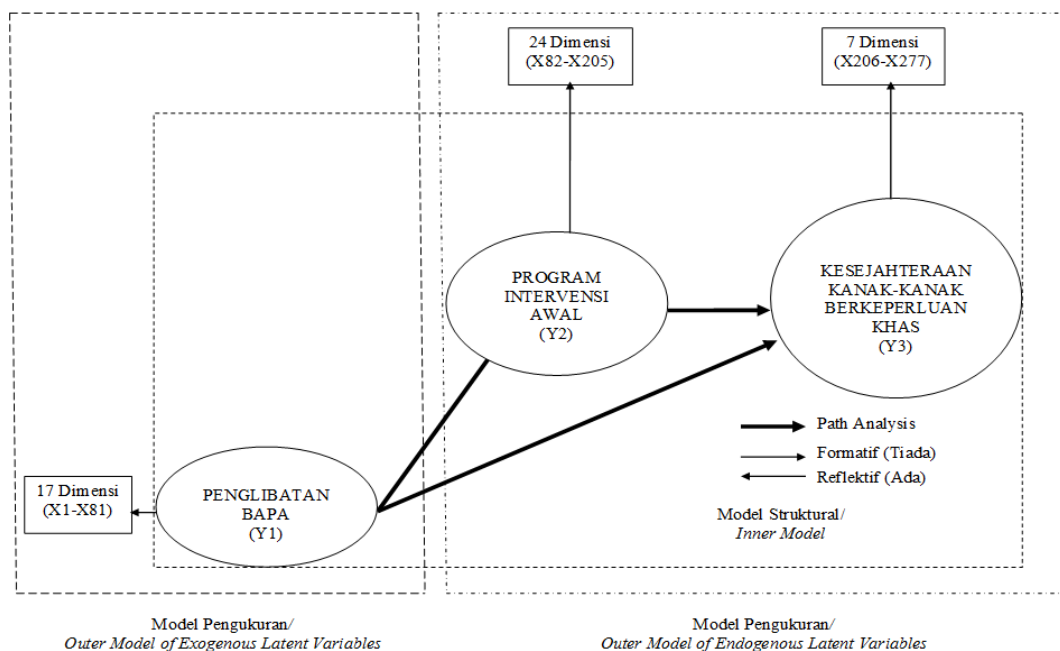 24 Dimensi
(X82-X205)
7 Dimensi
(X206-X277)
PROGRAM
INTERVENSI
AWAL
(Y2)
KESEJAHTERAAN
KANAK-KANAK
BERKEPERLUAN
KHAS
(Y3)
Path Analysis
Formatif (Tiada)
Reflektif (Ada)
17 Dimensi
(X1-X81)
PENGLIBATAN
BAPA
(Y1)
Model Struktural/
Inner Model
Model Pengukuran/
Outer Model of Exogenous Latent Variables
Model Pengukuran/
Outer Model of Endogenous Latent Variables